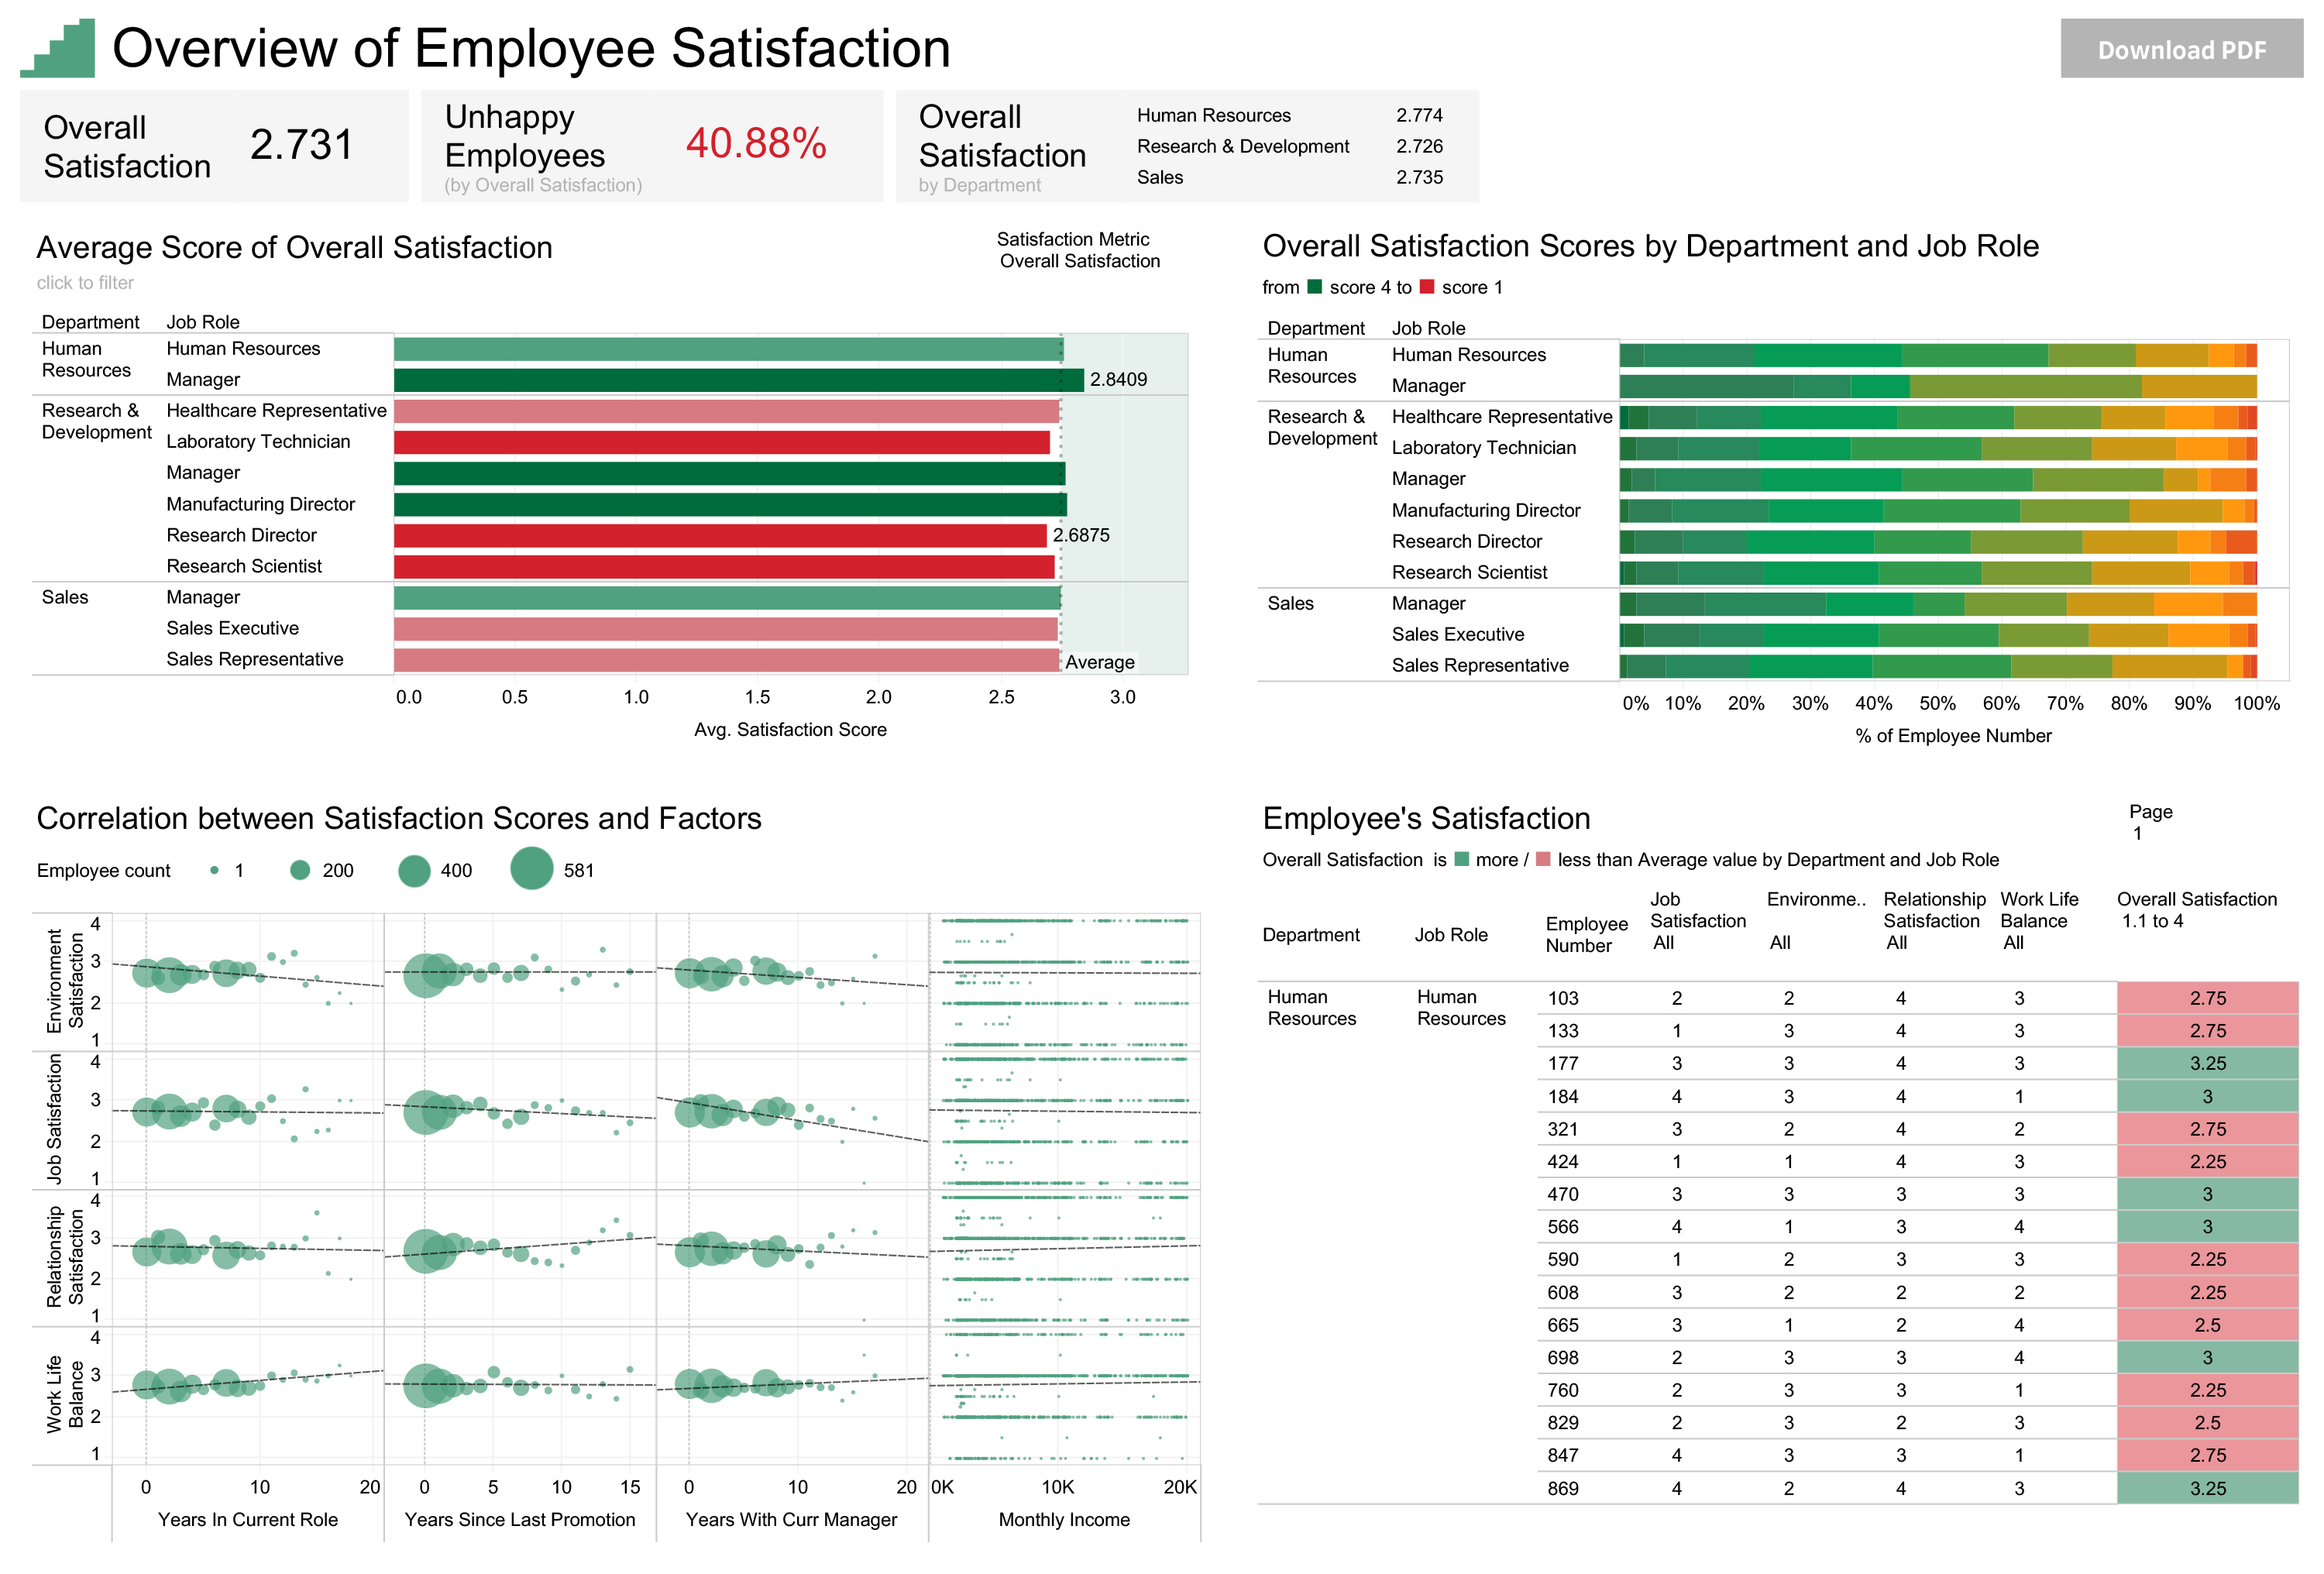 Overview of Employee Satisfaction
Download PDF
Overall
Satisfaction
2.731
Unhappy
Employees
(by Overall Satisfaction)
40.88%
Overall
Satisfaction
by Department
Human Resources 2.774
Research & Development 2.726
Sales 2.735
Average Score of Overall Satisfaction
click to filter
Satisfaction Metric
Overall Satisfaction
Department Job Role
Human
Resources
Human Resources
Manager 2.8409
Research &
Development
Healthcare Representative
Laboratory Technician
Manager
Manufacturing Director
Research Director 2.6875
Research Scientist
Sales
Manager
Sales Executive
Sales Representative
Average
0.0 0.5 1.0 1.5 2.0 2.5 3.0
Avg. Satisfaction Score
Overall Satisfaction Scores by Department and Job Role
from score 4 to score 1
Department Job Role
Human
Resources
Human Resources
Manager
Research &
Development
Healthcare Representative
Laboratory Technician
Manager
Manufacturing Director
Research Director
Research Scientist
Sales
Manager
Sales Executive
Sales Representative
0% 10% 20% 30% 40% 50% 60% 70% 80% 90% 100%
% of Employee Number
Correlation between Satisfaction Scores and Factors
Employee count 1 200 400 581
Environment
Satisfaction
4
3
2
1
Job Satisfaction
4
3
2
1
Relationship
Satisfaction
4
3
2
1
Work Life
Balance
4
3
2
1
0 10 20 0 5 10 15 0 10 20 0K 10K 20K
Years In Current Role Years Since Last Promotion Years With Curr Manager Monthly Income
Employee's Satisfaction
Page
1
Overall Satisfaction is more / less than Average value by Department and Job Role
Department
Job Role
Employee
Number
Job
Satisfaction
All
Environme..
All
Relationship
Satisfaction
All
Work Life
Balance
All
Overall Satisfaction
1.1 to 4
Human
Resources
Human
Resources
103 2 2 4 3 2.75
133 1 3 4 3 2.75
177 3 3 4 3 3.25
184 4 3 4 1 3
321 3 2 4 2 2.75
424 1 1 4 3 2.25
470 3 3 3 3 3
566 4 1 3 4 3
590 1 2 3 3 2.25
608 3 2 2 2 2.25
665 3 1 2 4 2.5
698 2 3 3 4 3
760 2 3 3 1 2.25
829 2 3 2 3 2.5
847 4 3 3 1 2.75
869 4 2 4 3 3.25